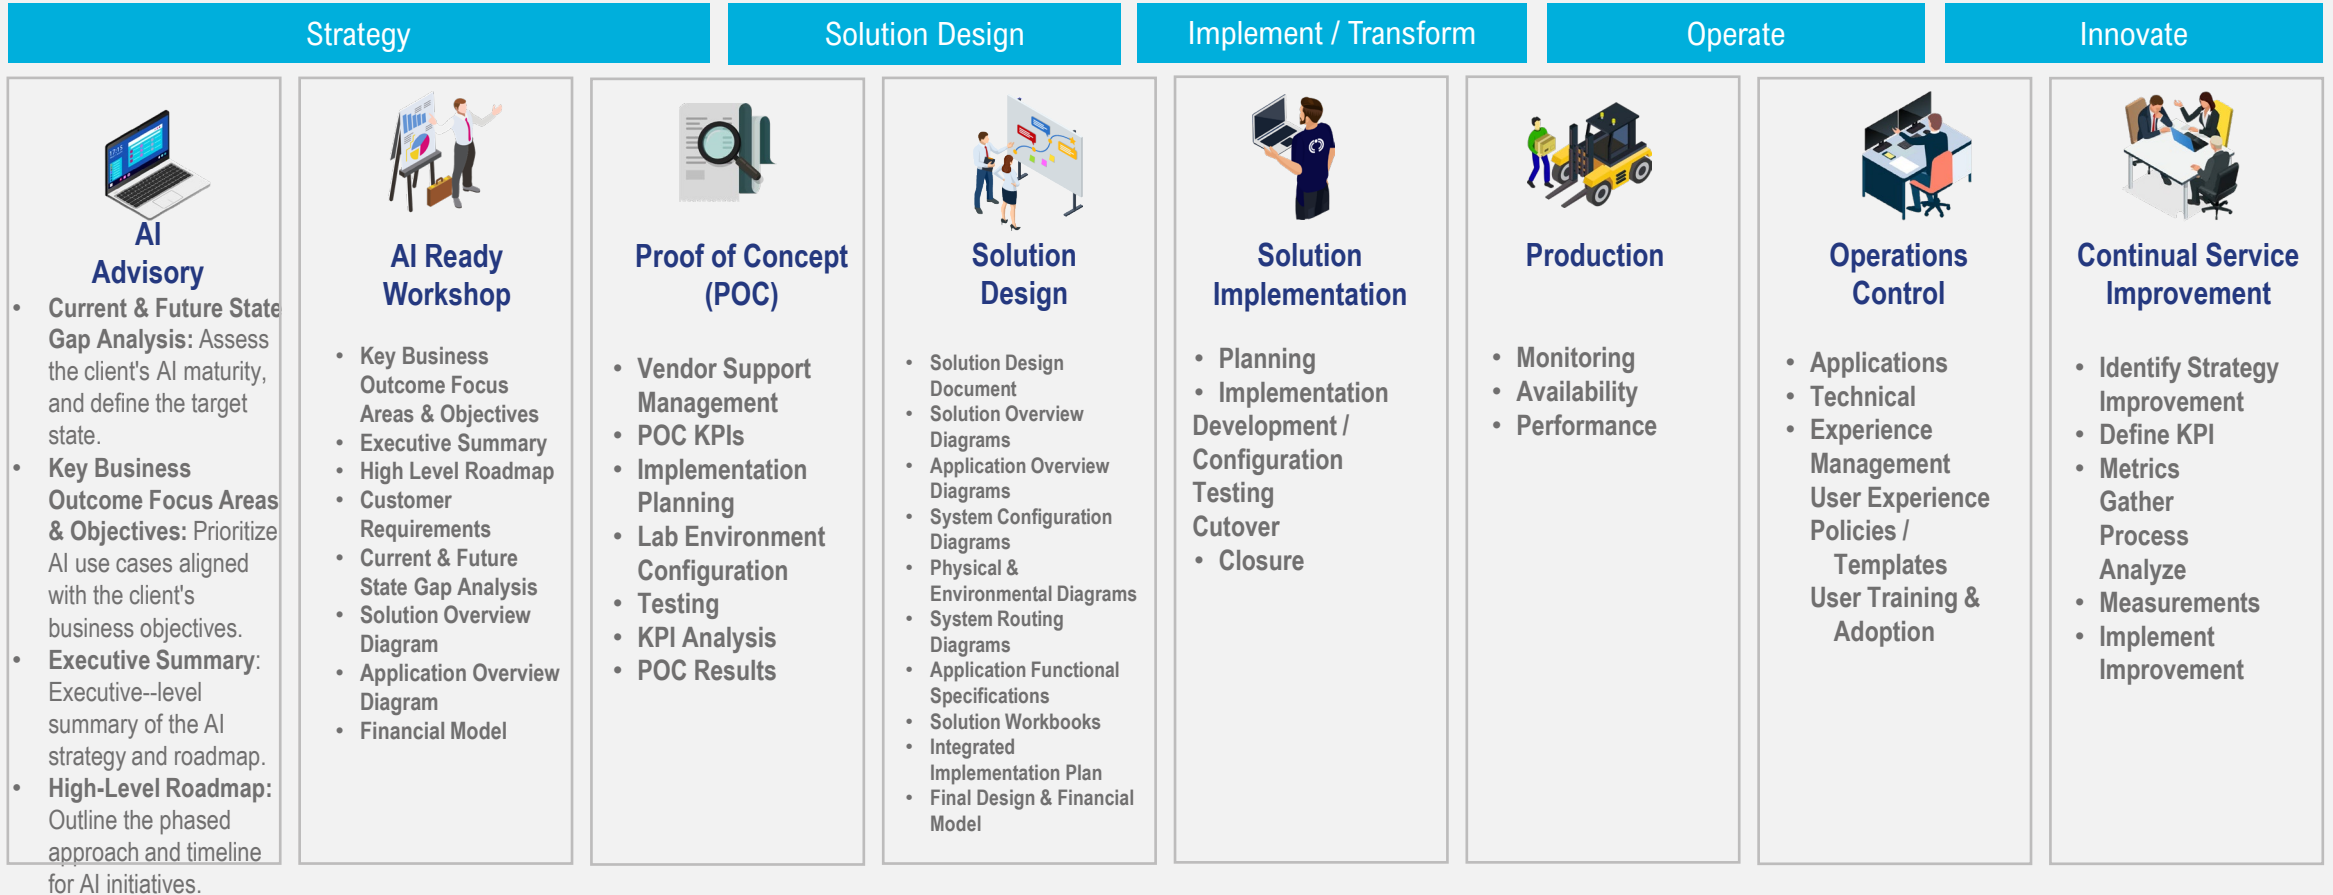 Strategy
Solution Design
Implement / Transform
Operate
Innovate
AI
Advisory
• Current & Future State
Gap Analysis: Assess
the client's AI maturity,
and define the target
state.
• Key Business
Outcome Focus Areas
& Objectives: Prioritize
AI use cases aligned
with the client's
business objectives.
• Executive Summary:
Executive--level
summary of the AI
strategy and roadmap.
• High-Level Roadmap:
Outline the phased
approach and timeline
for AI initiatives.
AI Ready
Workshop
• Key Business
Outcome Focus
Areas & Objectives
• Executive Summary
• High Level Roadmap
• Customer
Requirements
• Current & Future
State Gap Analysis
• Solution Overview
Diagram
• Application Overview
Diagram
• Financial Model
Proof of Concept
(POC)
• Vendor Support
Management
• POC KPIs
• Implementation
Planning
• Lab Environment
Configuration
• Testing
• KPI Analysis
• POC Results
Solution
Design
• Solution Design
Document
• Solution Overview
Diagrams
• Application Overview
Diagrams
• System Configuration
Diagrams
• Physical &
Environmental Diagrams
• System Routing
Diagrams
• Application Functional
Specifications
• Solution Workbooks
• Integrated
Implementation Plan
• Final Design & Financial
Model
Solution
Implementation
• Planning
• Implementation
Development /
Configuration
Testing
Cutover
• Closure
Production
• Monitoring
• Availability
• Performance
Operations
Control
• Applications
• Technical
• Experience
Management
User Experience
Policies /
Templates
User Training &
Adoption
Continual Service
Improvement
• Identify Strategy
Improvement
• Define KPI
• Metrics
Gather
Process
Analyze
• Measurements
• Implement
Improvement